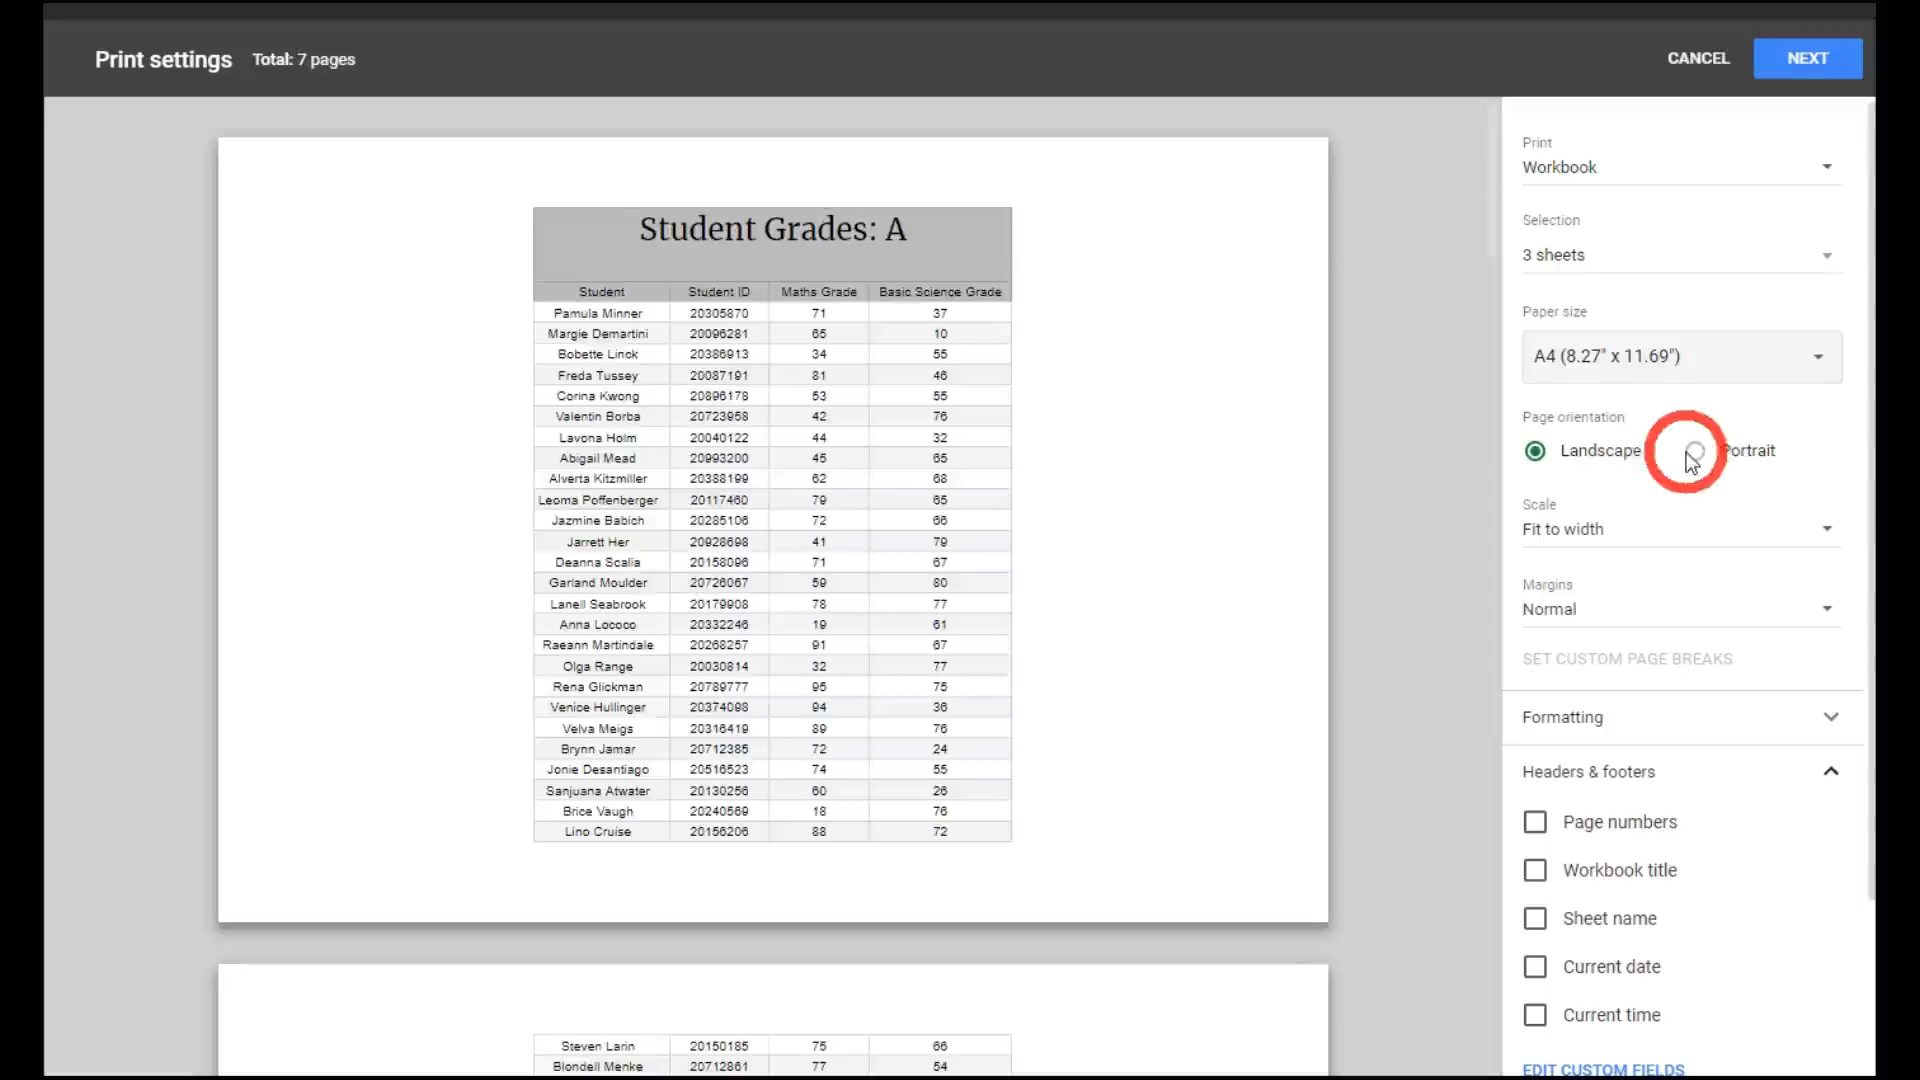 Print settings Total: 7 pages CANCEL NEXT
Student Grades: A
Student Student ID Maths Grade Basic Science Grade
Pamula Minner 20305870 71 37
Margie Demartini 20096281 65 10
Bobette Linck 20386913 34 55
Freda Tussey 20087191 81 46
Corina Kwong 20896178 53 55
Valentin Borba 20723958 42 76
Lavona Holm 20040122 44 32
Abigail Mead 20993200 45 65
Alverta Kitzmiller 20388199 62 68
Leoma Poffenberger 20117460 79 65
Jazmine Babich 20285106 72 66
Jarrett Her 20928698 41 79
Deanna Scalia 20158096 71 67
Garland Moulder 20726067 59 80
Lanell Seabrook 20179908 78 77
Anna Lococo 20332246 19 61
Raeann Martindale 20268257 91 67
Olga Range 20030814 32 77
Rena Glickman 20789777 95 75
Venice Hullinger 20374098 94 36
Velva Meigs 20316419 89 76
Brynn Jamar 20712385 72 24
Jonie Desantiago 20516523 74 55
Sanjuana Atwater 20130256 60 26
Brice Vaugh 20240569 18 76
Lino Cruise 20156206 88 72
Steven Larin 20150185 75 66
Blondell Menke 20712861 77 54
Print
Workbook
Selection
3 sheets
Paper size
A4 (8.27" x 11.69")
Page orientation
Landscape Portrait
Scale
Fit to width
Margins
Normal
SET CUSTOM PAGE BREAKS
Formatting
Headers & footers
Page numbers
Workbook title
Sheet name
Current date
Current time
EDIT CUSTOM FIELDS